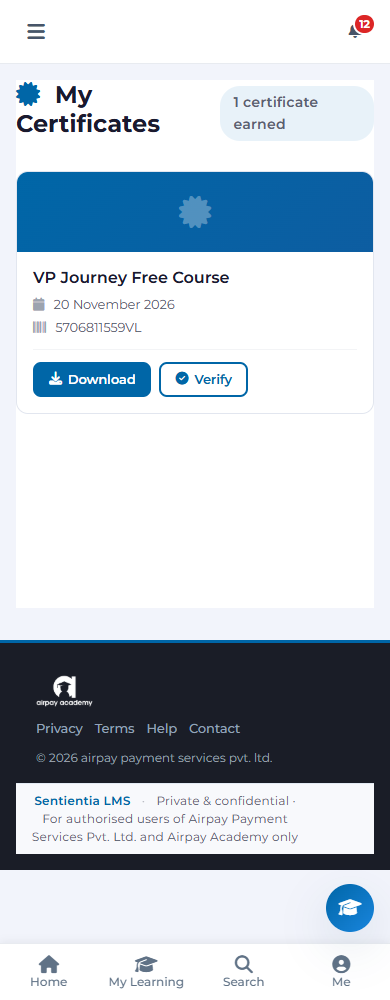 12
My
Certificates
1 certificate
earned
VP Journey Free Course
20 November 2026
5706811559VL
Download
Verify
airpay academy
Privacy Terms Help Contact
© 2026 airpay payment services pvt. ltd.
Sentientia LMS · Private & confidential ·
For authorised users of Airpay Payment
Services Pvt. Ltd. and Airpay Academy only
Home My Learning Search Me